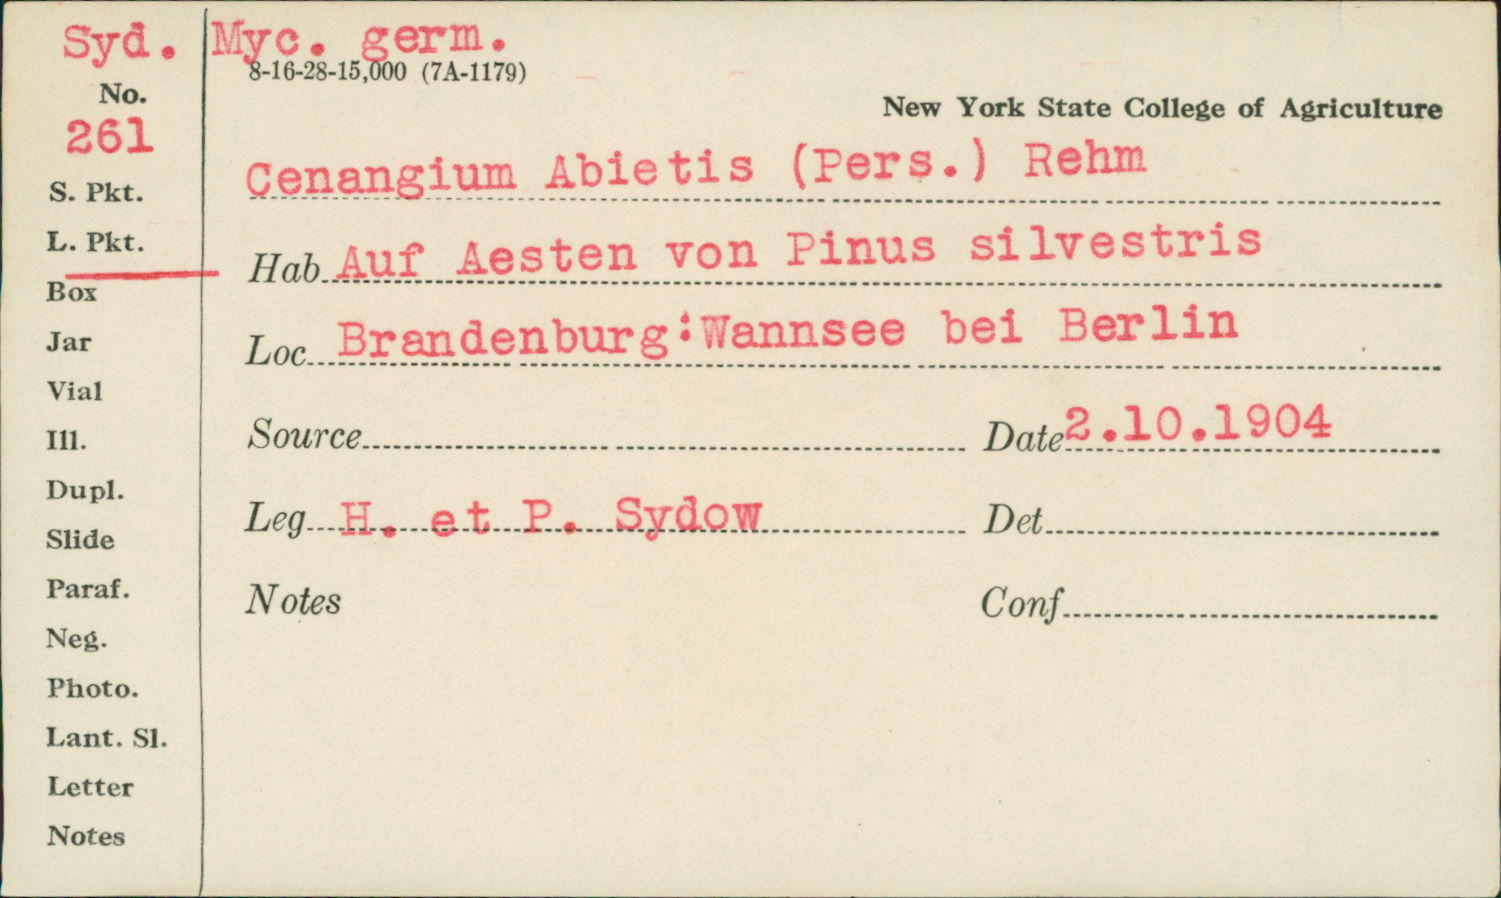 Syd. Myc. germ.
8-16-28-15,000 (7A-1179)
No.
261
New York State College of Agriculture
Cenangium Abietis (Pers.) Rehm
S. Pkt.
L. Pkt.
Hab Auf Aesten von Pinus silvestris
Box
Jar
Loc Brandenburg:Wannsee bei Berlin
Vial
Ill.
Source Date 2.10.1904
Dupl.
Leg H. et P. Sydow Det
Slide
Paraf.
Notes Conf
Neg.
Photo.
Lant. Sl.
Letter
Notes